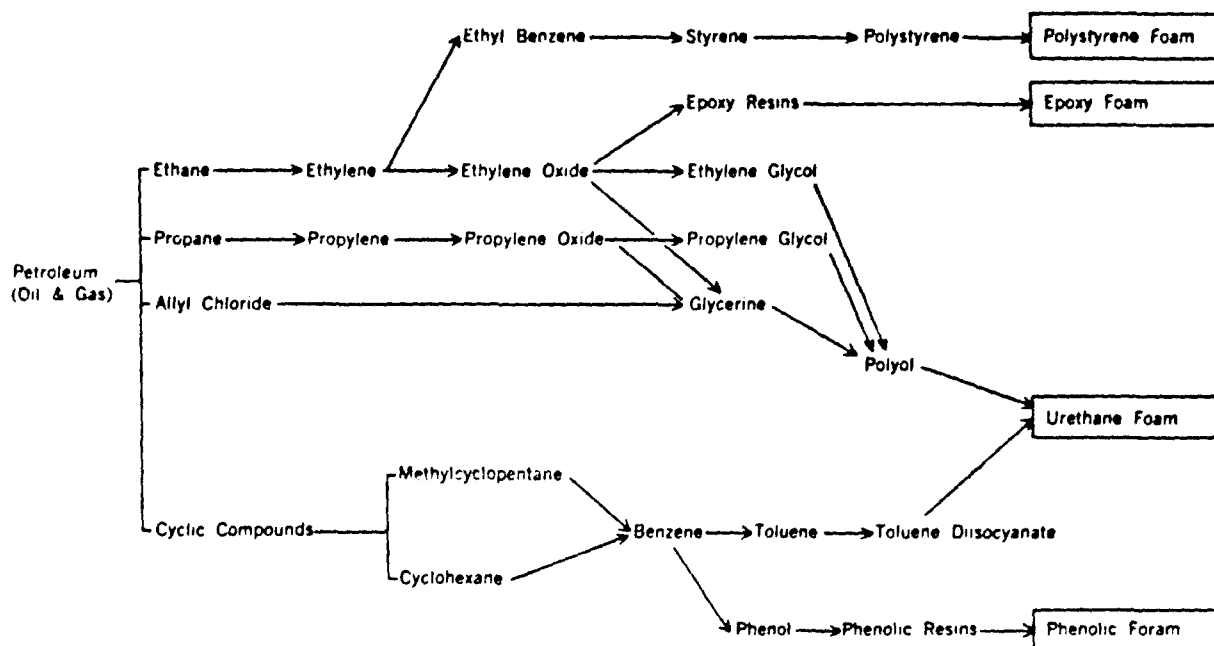 Ethyl Benzene Styrene Polystyrene Polystyrene Foam
Epoxy Resins Epoxy Foam
Ethane Ethylene Ethylene Oxide Ethylene Glycol
Propane Propylene Propylene Oxide Propylene Glycol
Petroleum
(Oil & Gas)
Allyl Chloride Glycerine
Polyol
Urethane Foam
Methylcyclopentane
Cyclic Compounds Benzene Toluene Toluene Diisocyanate
Cyclohexane
Phenol Phenolic Resins Phenolic Foram